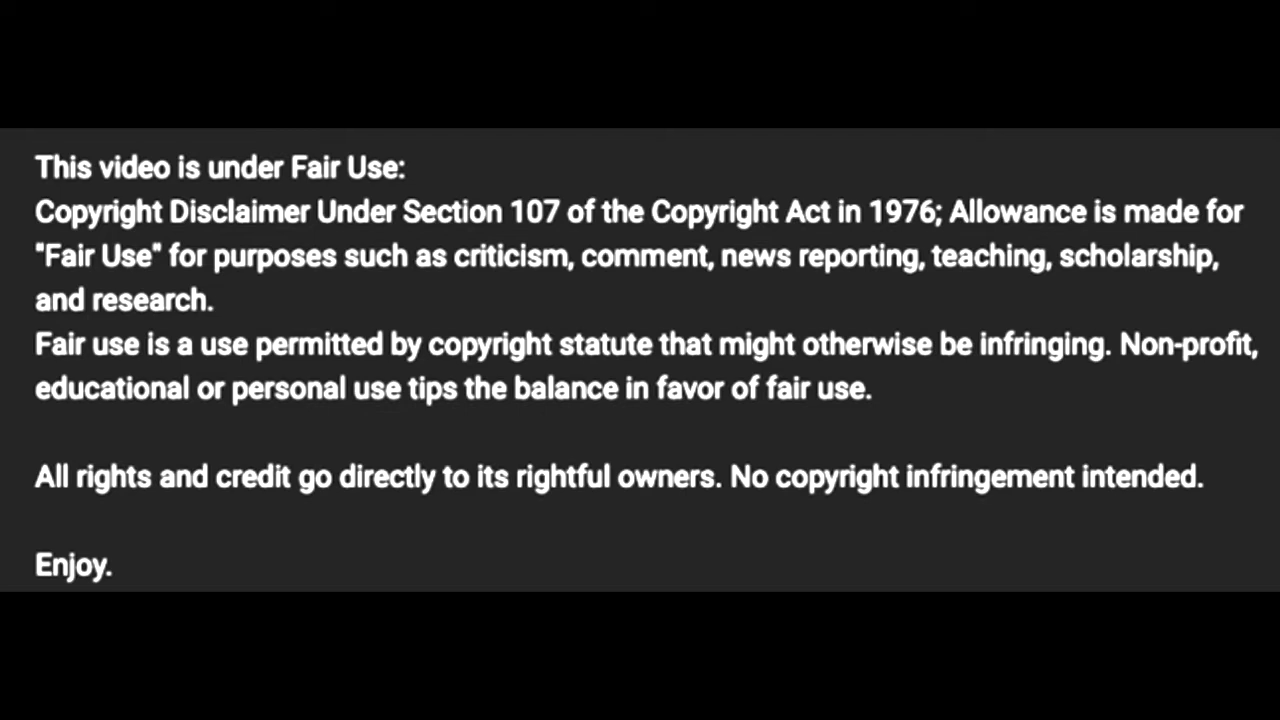 This video is under Fair Use:
Copyright Disclaimer Under Section 107 of the Copyright Act in 1976; Allowance is made for
"Fair Use" for purposes such as criticism, comment, news reporting, teaching, scholarship,
and research.
Fair use is a use permitted by copyright statute that might otherwise be infringing. Non-profit,
educational or personal use tips the balance in favor of fair use.
All rights and credit go directly to its rightful owners. No copyright infringement intended.
Enjoy.